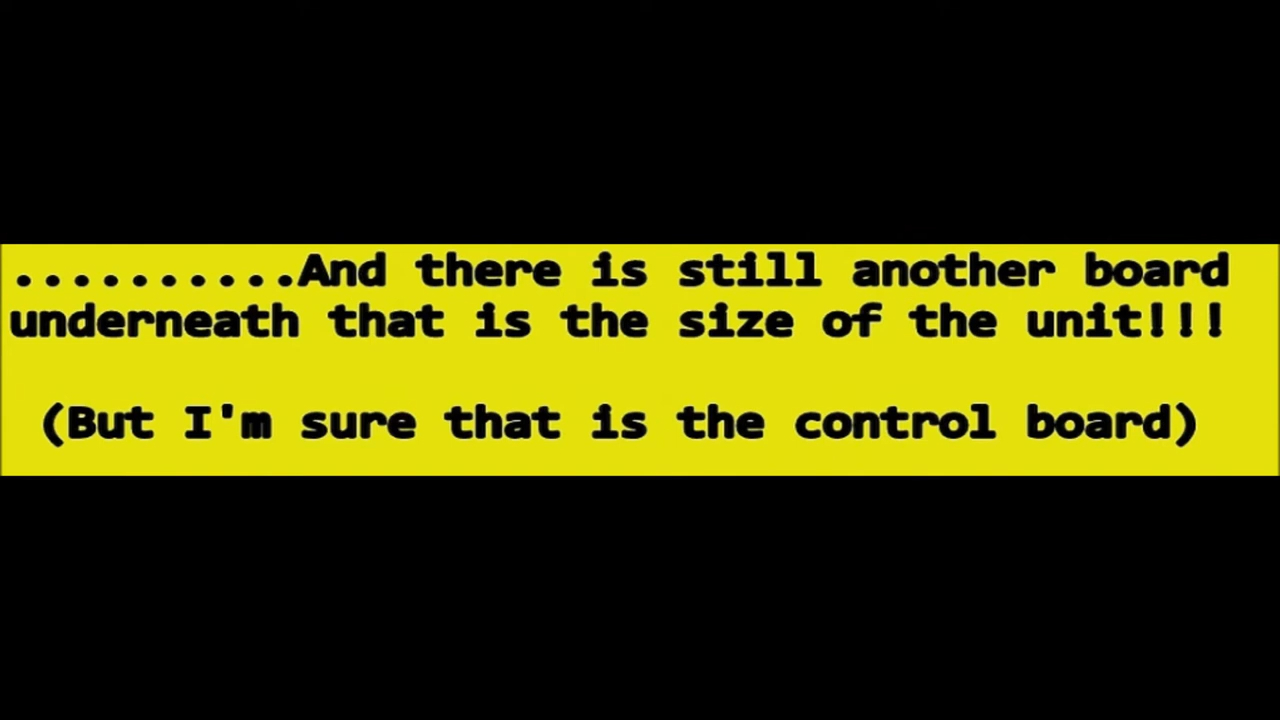 ..........And there is still another board
underneath that is the size of the unit!!!
(But I'm sure that is the control board)